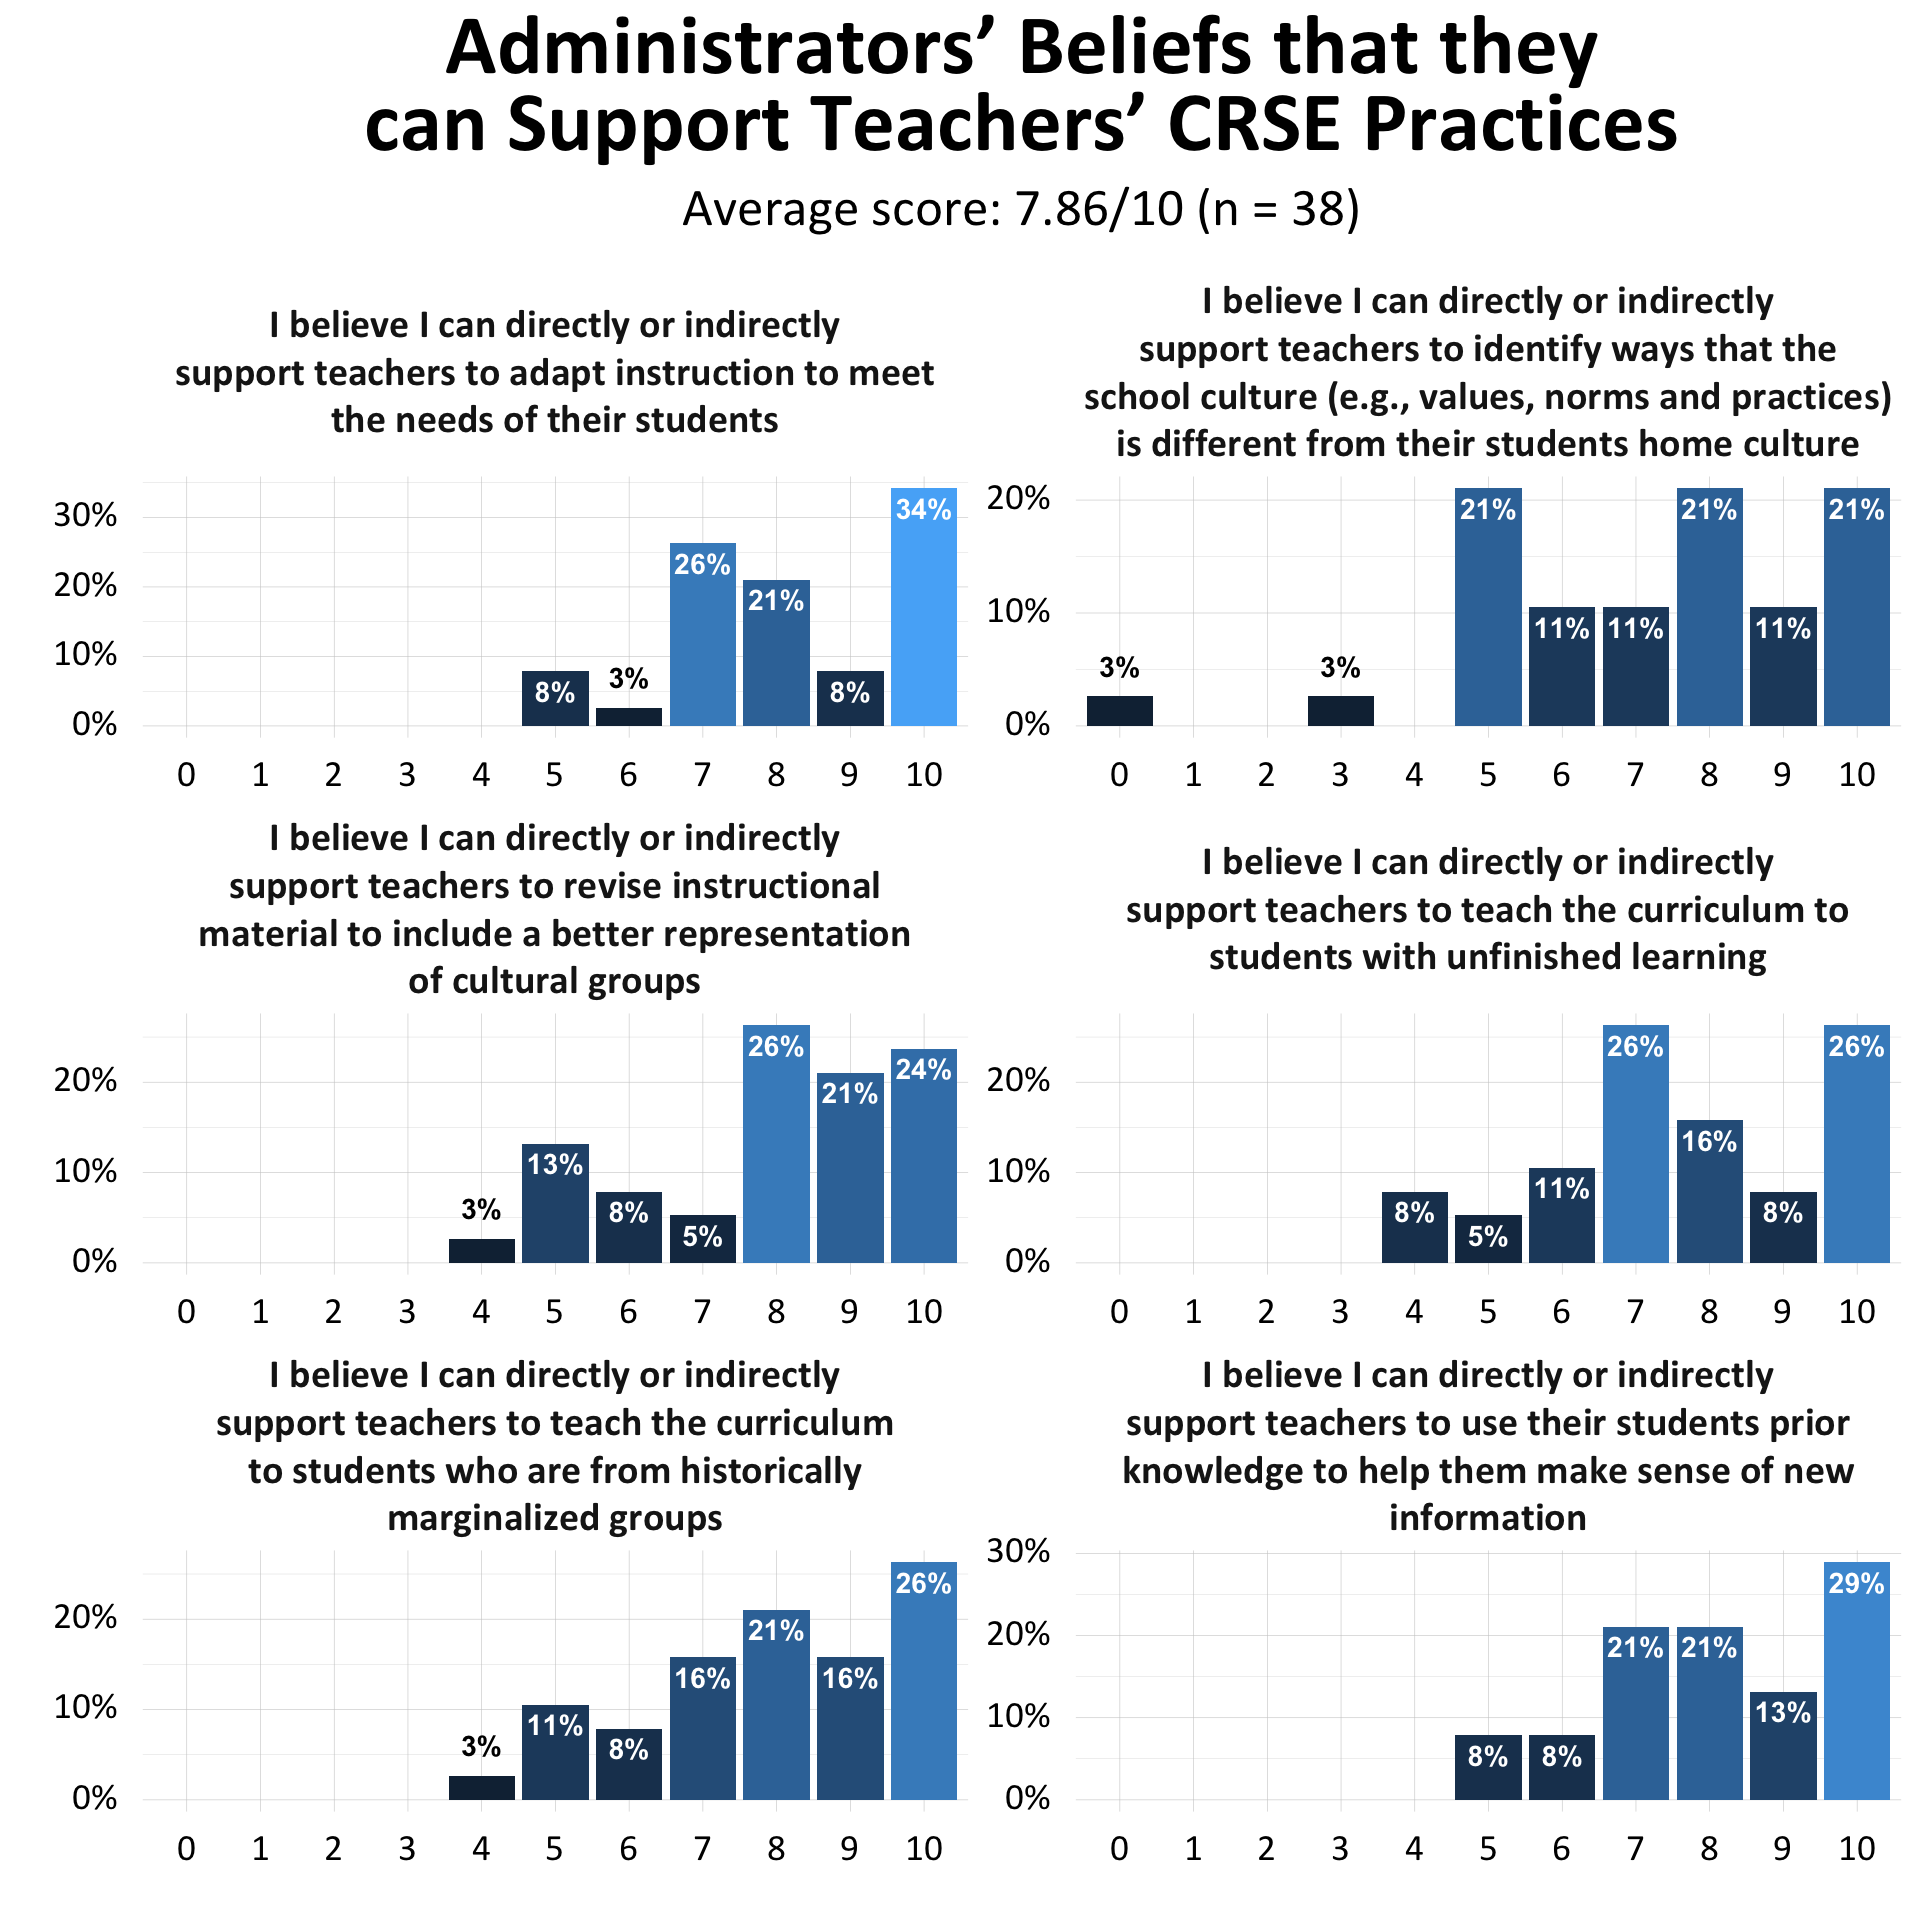 Administrators’ Beliefs that they
can Support Teachers’ CRSE Practices
Average score: 7.86/10 (n = 38)
I believe I can directly or indirectly
support teachers to adapt instruction to meet
the needs of their students
30%
20%
10%
0%
8%
3%
26%
21%
8%
34%
0 1 2 3 4 5 6 7 8 9 10
I believe I can directly or indirectly
support teachers to identify ways that the
school culture (e.g., values, norms and practices)
is different from their students home culture
20%
10%
0%
3%
3%
21%
11%
11%
21%
11%
21%
0 1 2 3 4 5 6 7 8 9 10
I believe I can directly or indirectly
support teachers to revise instructional
material to include a better representation
of cultural groups
20%
10%
0%
3%
13%
8%
5%
26%
21%
24%
0 1 2 3 4 5 6 7 8 9 10
I believe I can directly or indirectly
support teachers to teach the curriculum to
students with unfinished learning
20%
10%
0%
8%
5%
11%
26%
16%
8%
26%
0 1 2 3 4 5 6 7 8 9 10
I believe I can directly or indirectly
support teachers to teach the curriculum
to students who are from historically
marginalized groups
20%
10%
0%
3%
11%
8%
16%
21%
16%
26%
0 1 2 3 4 5 6 7 8 9 10
I believe I can directly or indirectly
support teachers to use their students prior
knowledge to help them make sense of new
information
30%
20%
10%
0%
8%
8%
21%
21%
13%
29%
0 1 2 3 4 5 6 7 8 9 10